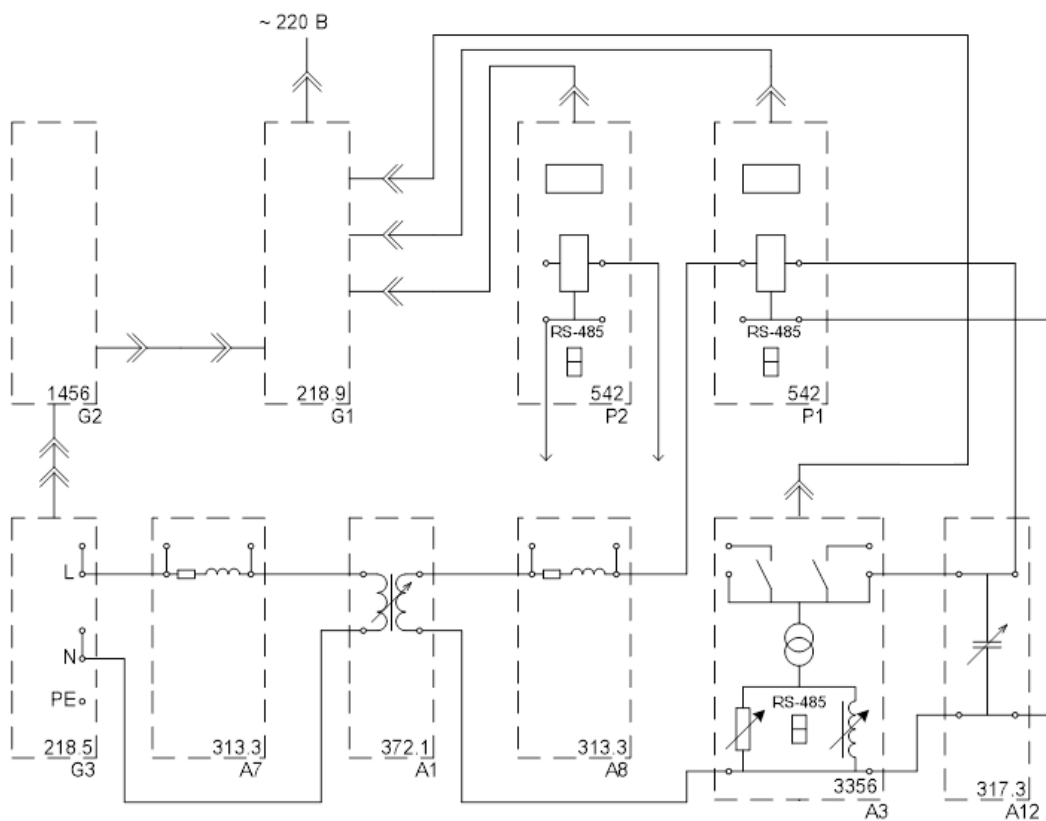 ~ 220 В
RS-485
RS-485
1456
218.9
542
542
G2
G1
P2
P1
L
N
PE
RS-485
218.5
313.3
372.1
313.3
3356
317.3
G3
A7
A1
A8
A3
A12